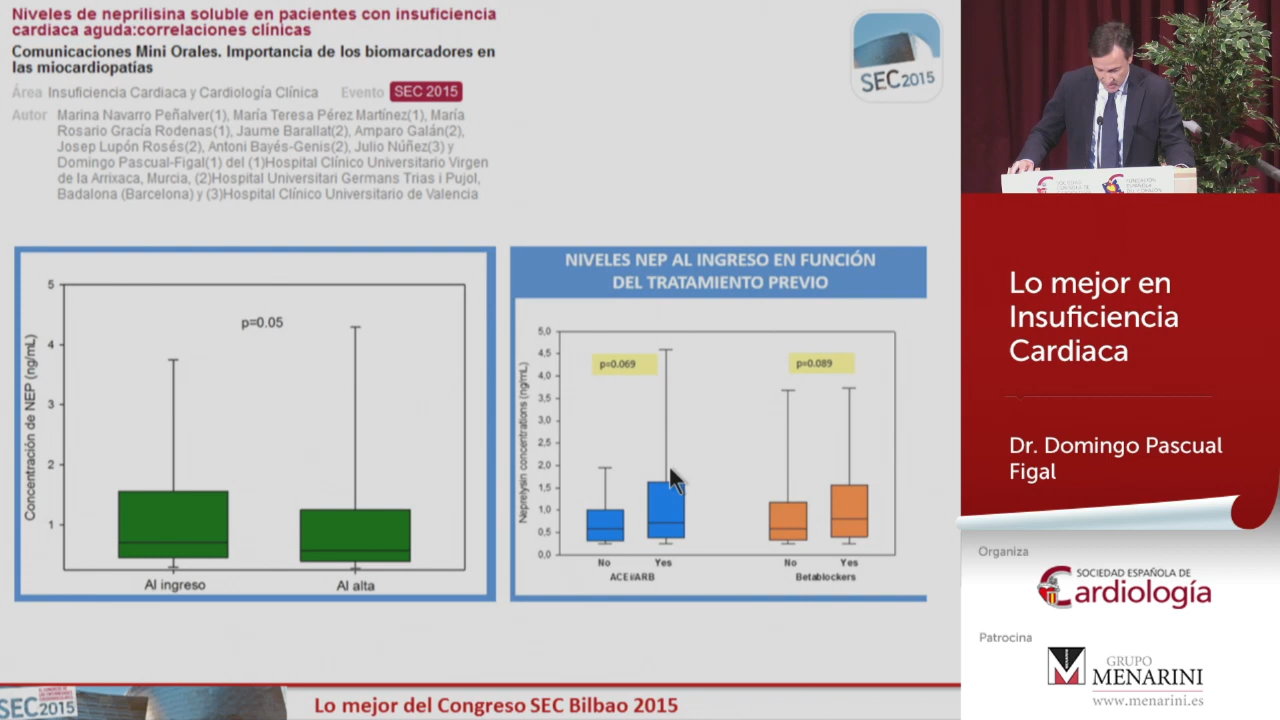 Niveles de neprilisina soluble en pacientes con insuficiencia
cardiaca aguda:correlaciones clínicas
Comunicaciones Mini Orales. Importancia de los biomarcadores en
las miocardiopatías
Área Insuficiencia Cardiaca y Cardiología Clínica Evento SEC 2015
Autor Marina Navarro Peñalver(1), María Teresa Pérez Martínez(1), María
Rosario Gracía Rodenas(1), Jaume Barallat(2), Amparo Galán(2),
Josep Lupón Rosés(2), Antoni Bayés-Genis(2), Julio Núñez(3) y
Domingo Pascual-Figal(1) del (1)Hospital Clínico Universitario Virgen
de la Arrixaca, Murcia, (2)Hospital Universitari Germans Trias i Pujol,
Badalona (Barcelona) y (3)Hospital Clínico Universitario de Valencia
SEC2015
Concentración de NEP (ng/mL)
5
4
3
2
1
p=0.05
Al ingreso
Al alta
NIVELES NEP AL INGRESO EN FUNCIÓN
DEL TRATAMIENTO PREVIO
Neprelysin concentrations (ng/mL)
5,0
4,5
4,0
3,5
3,0
2,5
2,0
1,5
1,0
0,5
0,0
p=0.069
p=0.089
No Yes No Yes
ACEi/ARB Betablockers
SEC2015
Lo mejor del Congreso SEC Bilbao 2015
Lo mejor en
Insuficiencia
Cardiaca
Dr. Domingo Pascual
Figal
Organiza
SOCIEDAD ESPAÑOLA DE
Cardiología
Patrocina
GRUPO
MENARINI
www.menarini.es